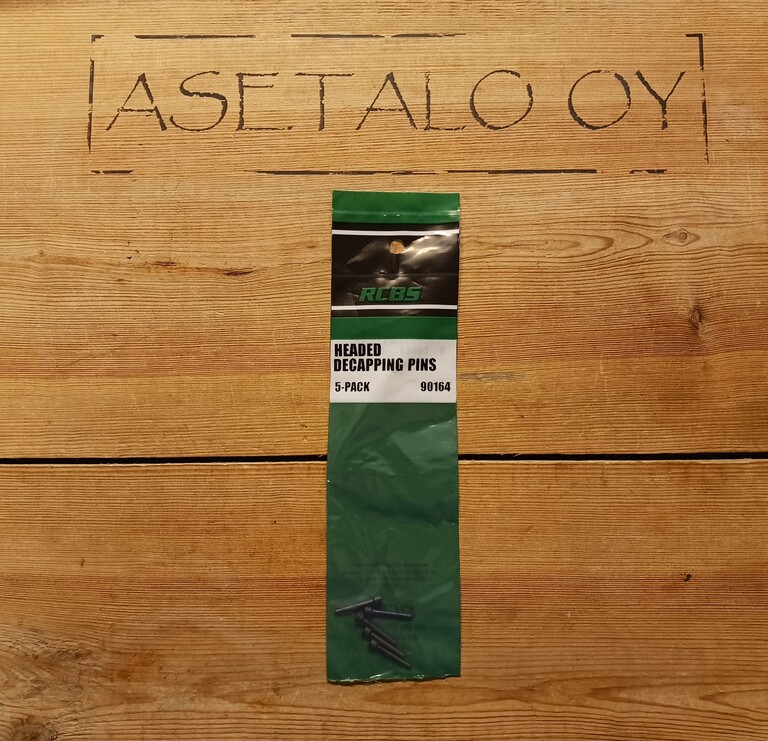 ASETALO OY
RCBS
HEADED
DECAPPING PINS
5-PACK 90164